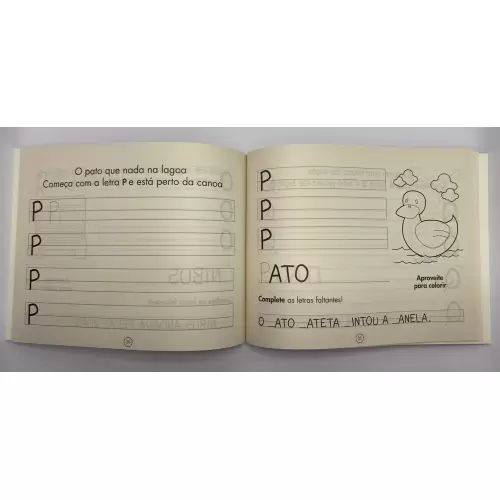 O pato que nada na lagoa
Começa com a letra P e está perto da canoa
P
P
P
P
P
P
P
PATO
Aproveite
para colorir
Complete as letras faltantes!
O _ATO _ATETA _INTOU A _ANELA.